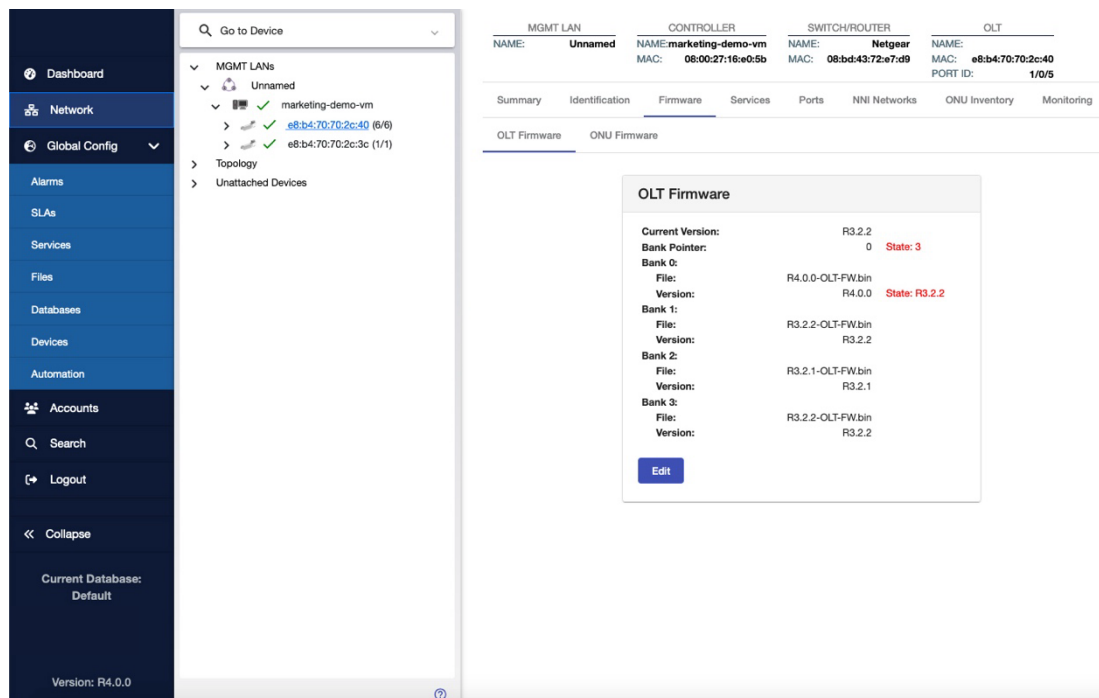 Dashboard
Network
Global Config
Alarms
SLAs
Services
Files
Databases
Devices
Automation
Accounts
Search
Logout
Collapse
Current Database:
Default
Version: R4.0.0
Go to Device
MGMT LANs
Unnamed
marketing-demo-vm
e8:b4:70:70:2c:40 (6/6)
e8:b4:70:70:2c:3c (1/1)
Topology
Unattached Devices
MGMT LAN
NAME: Unnamed
CONTROLLER
NAME:marketing-demo-vm
MAC: 08:00:27:16:e0:5b
SWITCH/ROUTER
NAME: Netgear
MAC: 08:bd:43:72:e7:d9
OLT
NAME:
MAC: e8:b4:70:70:2c:40
PORT ID: 1/0/5
Summary Identification Firmware Services Ports NNI Networks ONU Inventory Monitoring
OLT Firmware ONU Firmware
OLT Firmware
Current Version: R3.2.2
Bank Pointer: 0 State: 3
Bank 0:
File: R4.0.0-OLT-FW.bin
Version: R4.0.0 State: R3.2.2
Bank 1:
File: R3.2.2-OLT-FW.bin
Version: R3.2.2
Bank 2:
File: R3.2.1-OLT-FW.bin
Version: R3.2.1
Bank 3:
File: R3.2.2-OLT-FW.bin
Version: R3.2.2
Edit